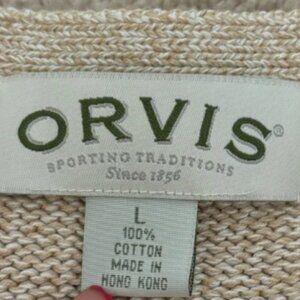 ORVIS®
SPORTING TRADITIONS
Since 1856
L
100%
COTTON
MADE IN
HONG KONG